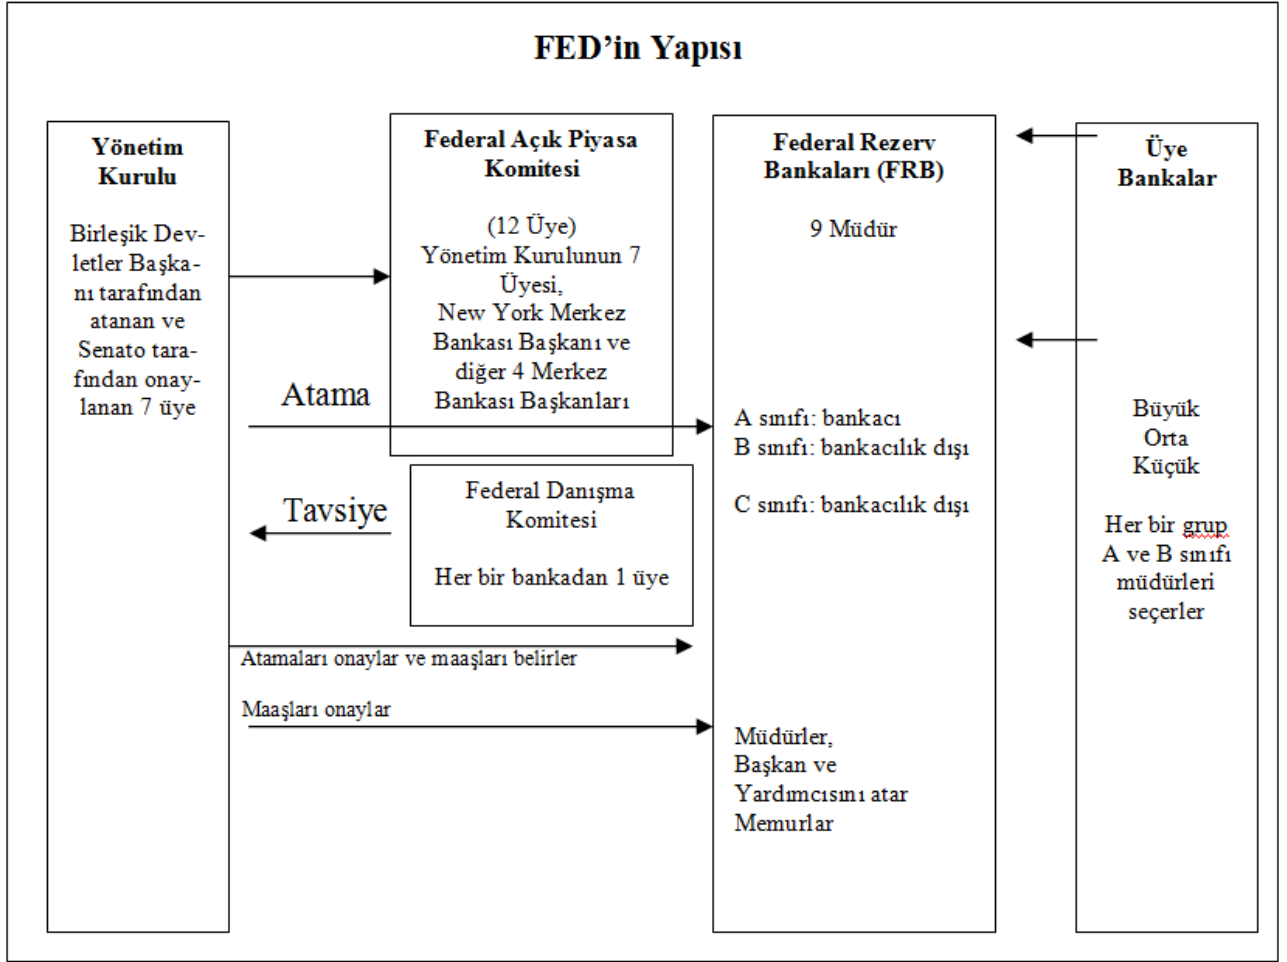 FED’in Yapısı
Yönetim
Kurulu
Birleşik Dev-
letler Başka-
nı tarafından
atanan ve
Senato tara-
fından onay-
lanan 7 üye
Federal Açık Piyasa
Komitesi
(12 Üye)
Yönetim Kurulunun 7
Üyesi,
New York Merkez
Bankası Başkanı ve
diğer 4 Merkez
Bankası Başkanları
Atama
Tavsiye
Federal Danışma
Komitesi
Her bir bankadan 1 üye
Atamaları onaylar ve maaşları belirler
Maaşları onaylar
Federal Rezerv
Bankaları (FRB)
9 Müdür
A sınıfı: bankacı
B sınıfı: bankacılık dışı
C sınıfı: bankacılık dışı
Müdürler,
Başkan ve
Yardımcısını atar
Memurlar
Üye
Bankalar
Büyük
Orta
Küçük
Her bir grup
A ve B sınıfı
müdürleri
seçerler